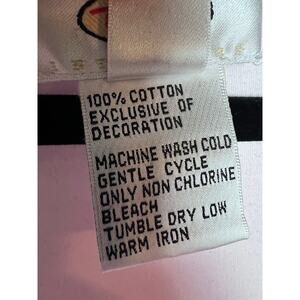 100% COTTON
EXCLUSIVE OF
DECORATION
MACHINE WASH COLD
GENTLE CYCLE
ONLY NON CHLORINE
BLEACH
TUMBLE DRY LOW
WARM IRON